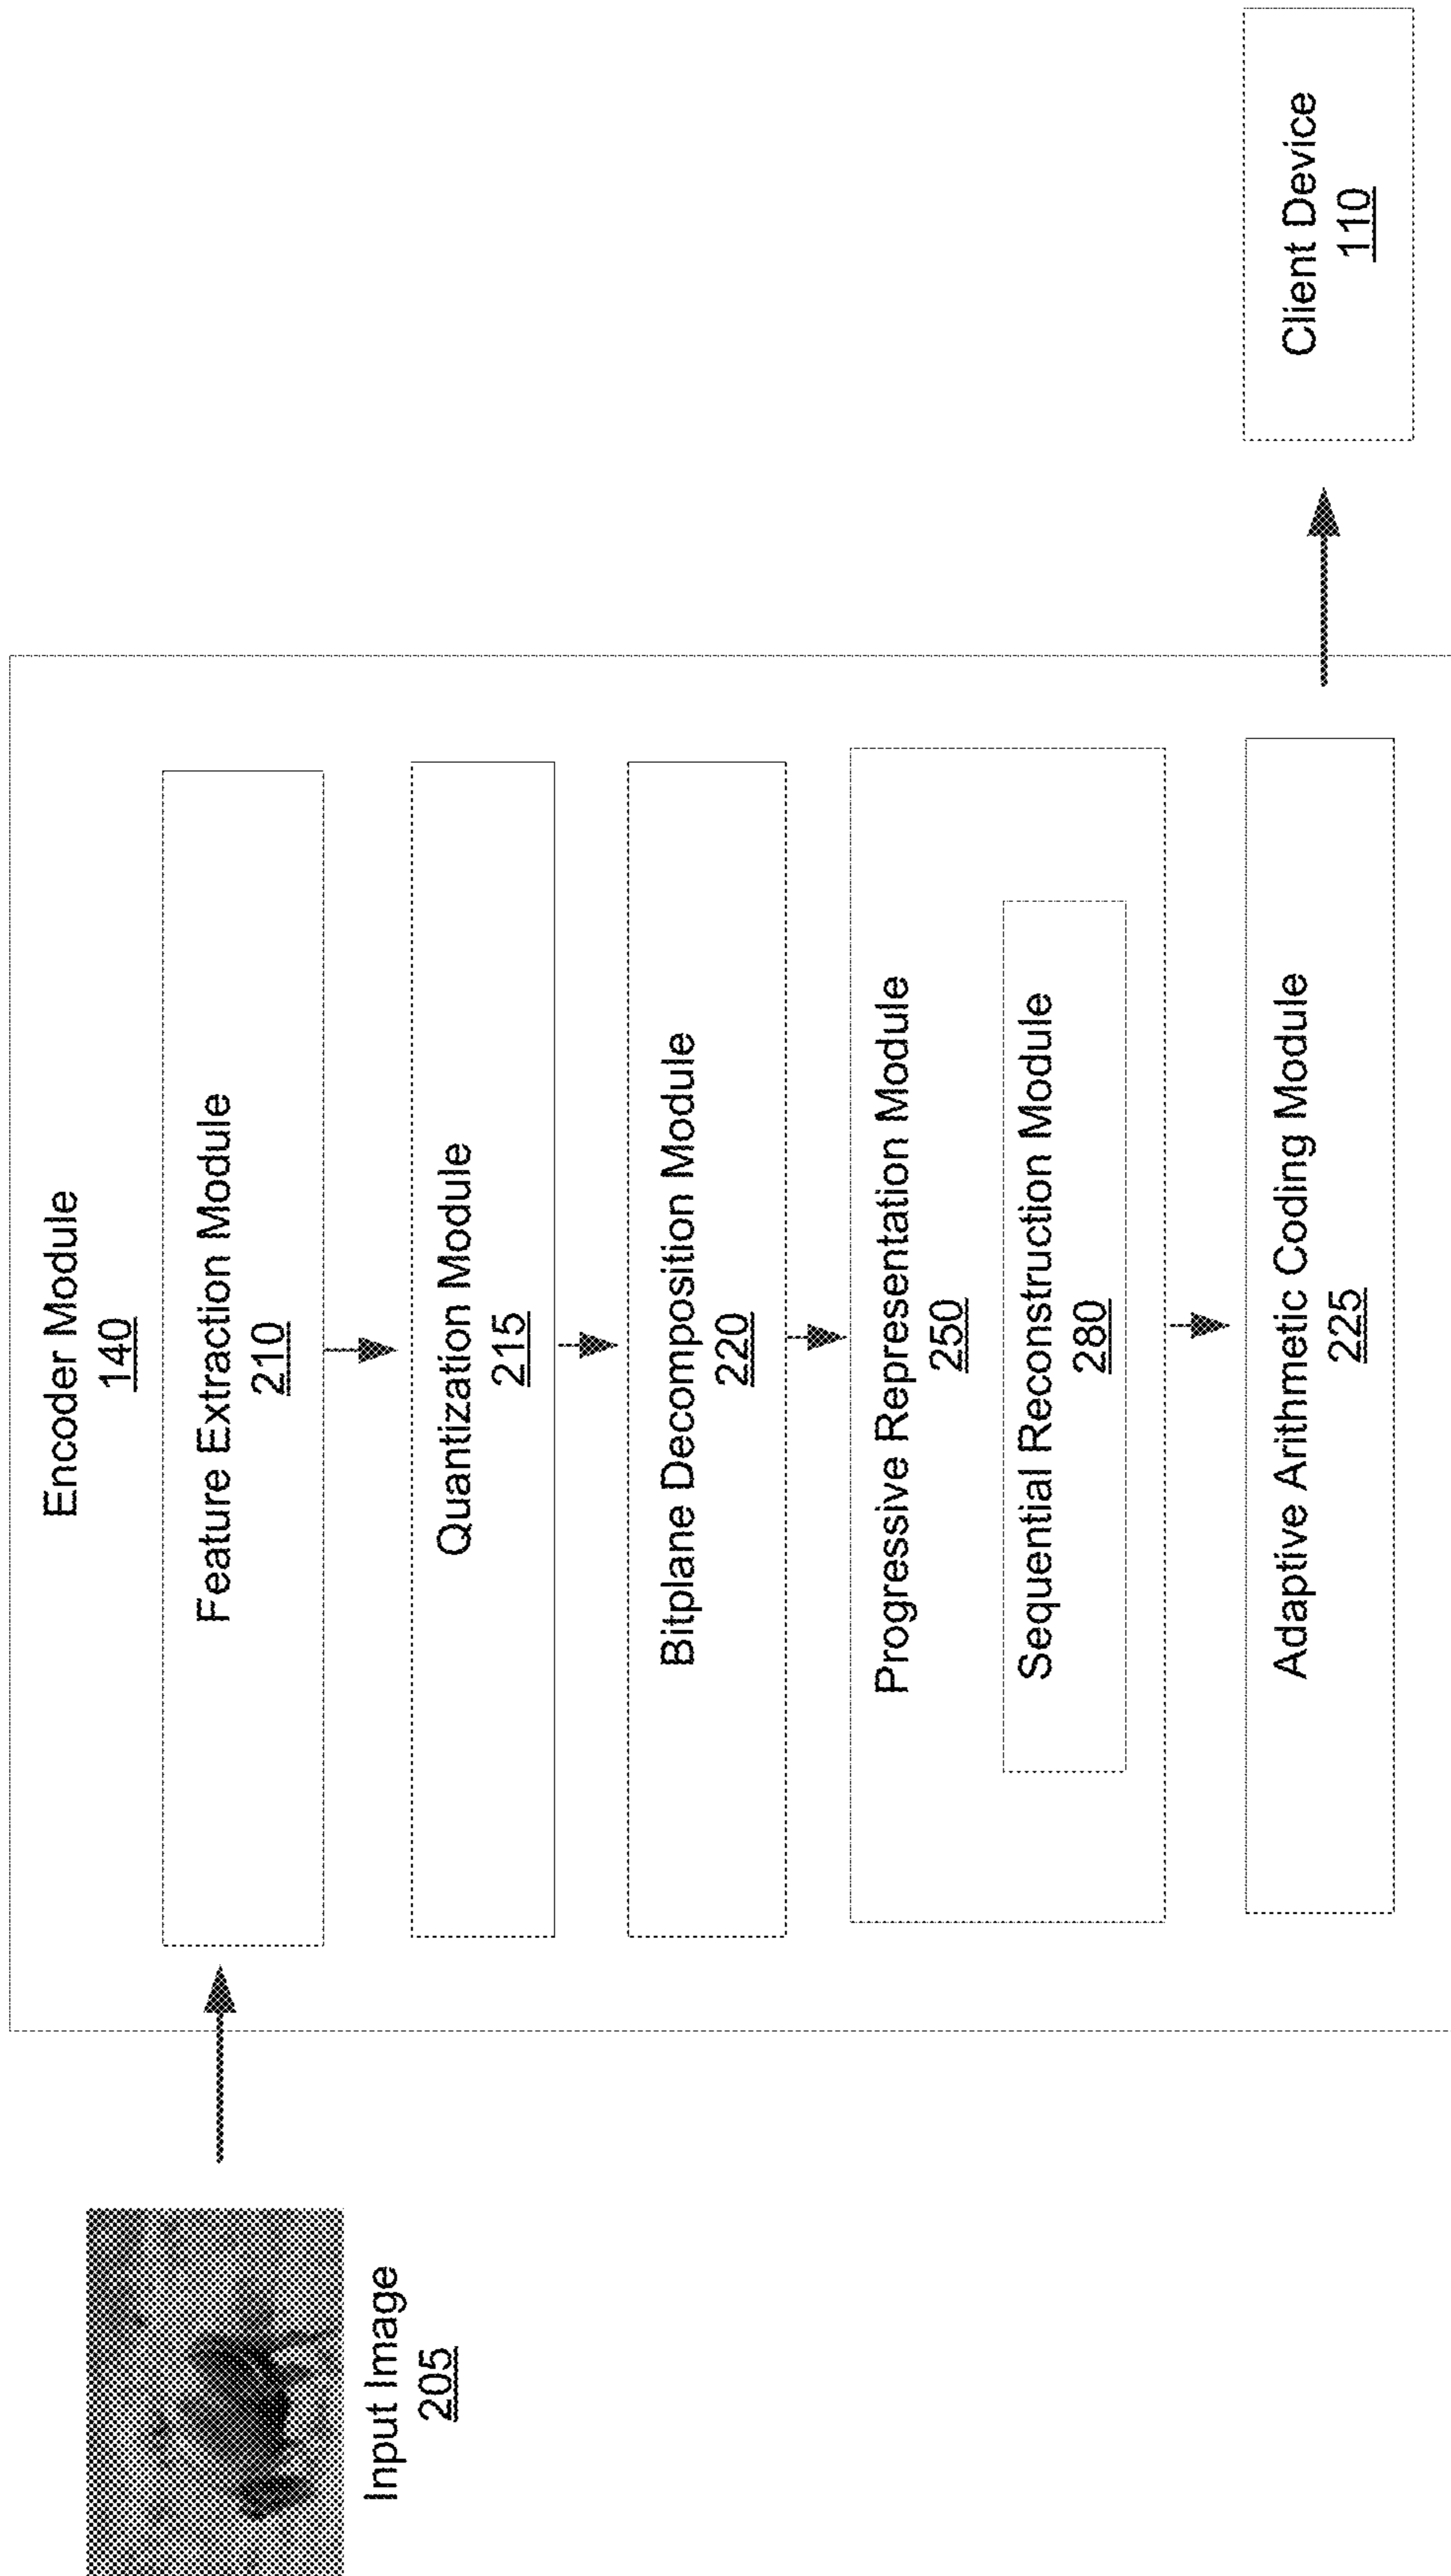 Input Image
205
Encoder Module
140
Feature Extraction Module
210
Quantization Module
215
Bitplane Decomposition Module
220
Progressive Representation Module
250
Sequential Reconstruction Module
280
Adaptive Arithmetic Coding Module
225
Client Device
110